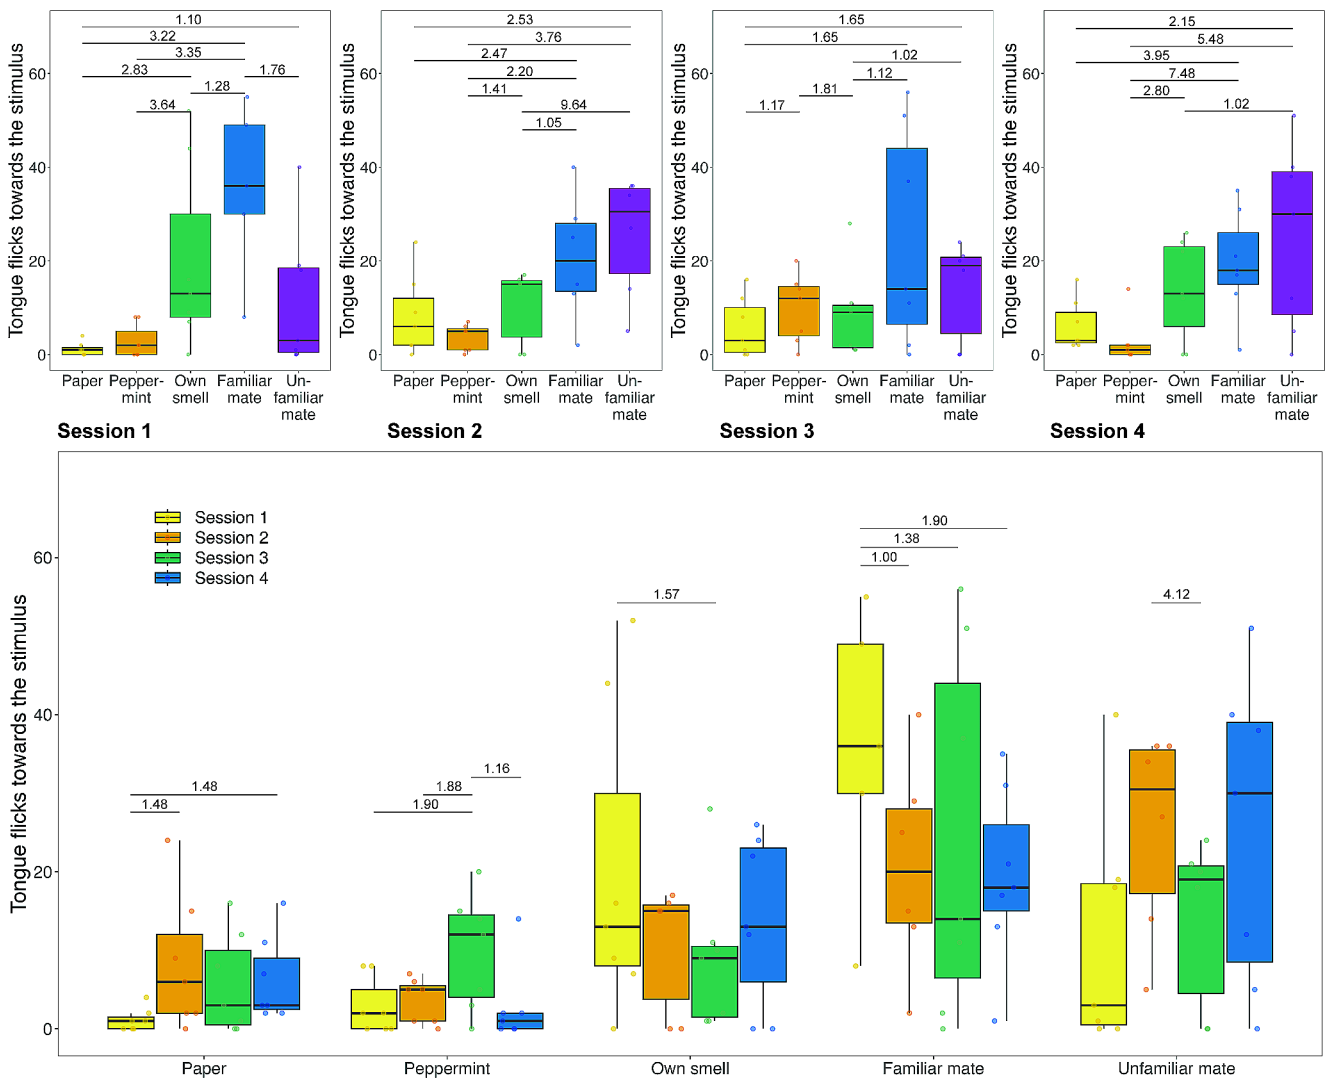 Tongue flicks towards the stimulus
60
40
20
0
1.10
3.22
3.35
2.83
1.76
1.28
3.64
Paper
Pepper-
mint
Own
smell
Familiar
mate
Un-
familiar
mate
Session 1
Tongue flicks towards the stimulus
60
40
20
0
2.53
3.76
2.47
2.20
1.41
9.64
1.05
Paper
Pepper-
mint
Own
smell
Familiar
mate
Un-
familiar
mate
Session 2
Tongue flicks towards the stimulus
60
40
20
0
1.65
1.65
1.02
1.12
1.81
1.17
Paper
Pepper-
mint
Own
smell
Familiar
mate
Un-
familiar
mate
Session 3
Tongue flicks towards the stimulus
60
40
20
0
2.15
5.48
3.95
7.48
2.80
1.02
Paper
Pepper-
mint
Own
smell
Familiar
mate
Un-
familiar
mate
Session 4
Tongue flicks towards the stimulus
60
40
20
0
Session 1
Session 2
Session 3
Session 4
1.48
1.48
1.16
1.88
1.90
1.57
1.90
1.38
1.00
4.12
Paper
Peppermint
Own smell
Familiar mate
Unfamiliar mate